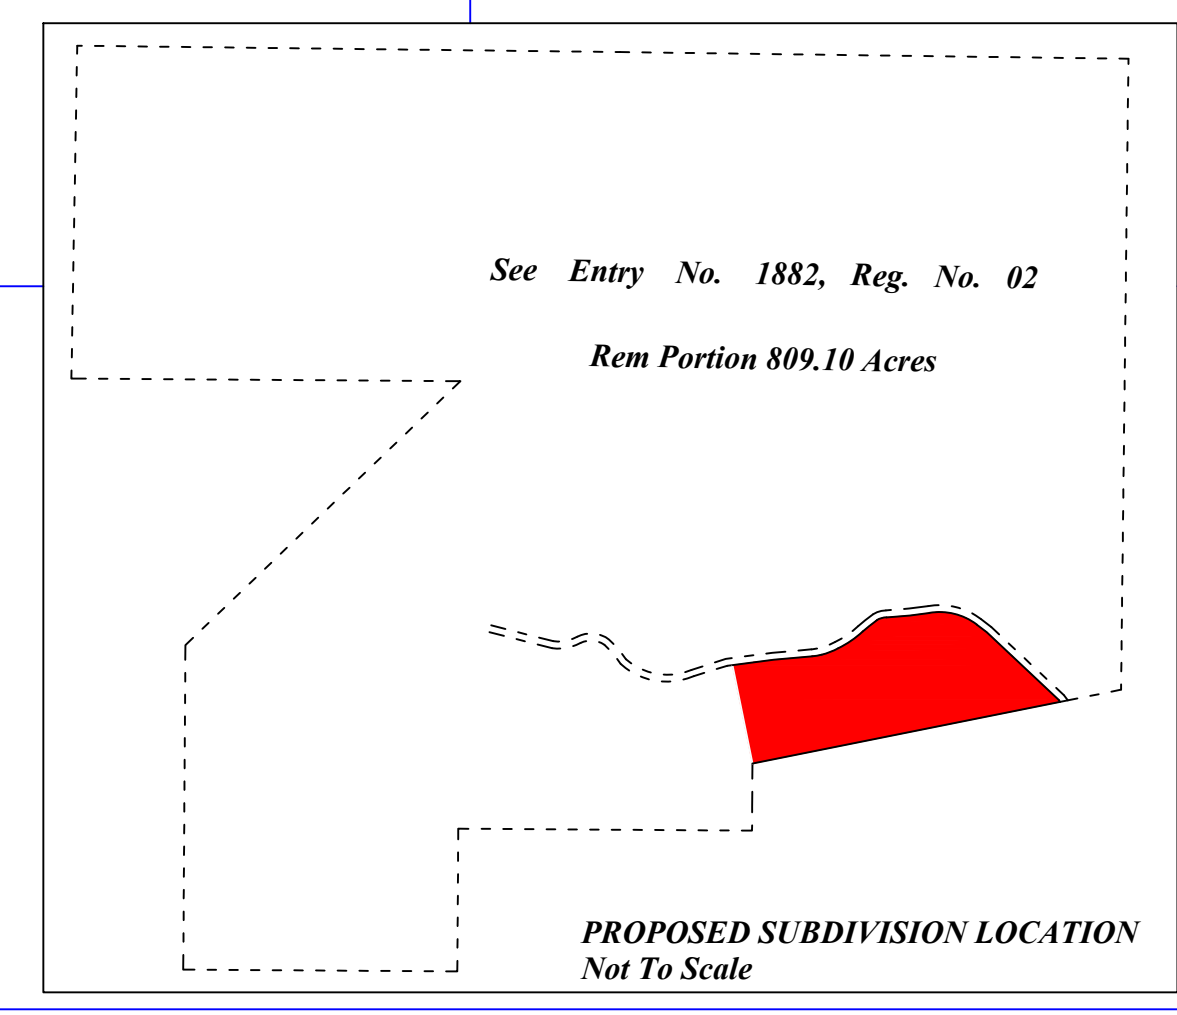 See Entry No. 1882, Reg. No. 02
Rem Portion 809.10 Acres
PROPOSED SUBDIVISION LOCATION
Not To Scale